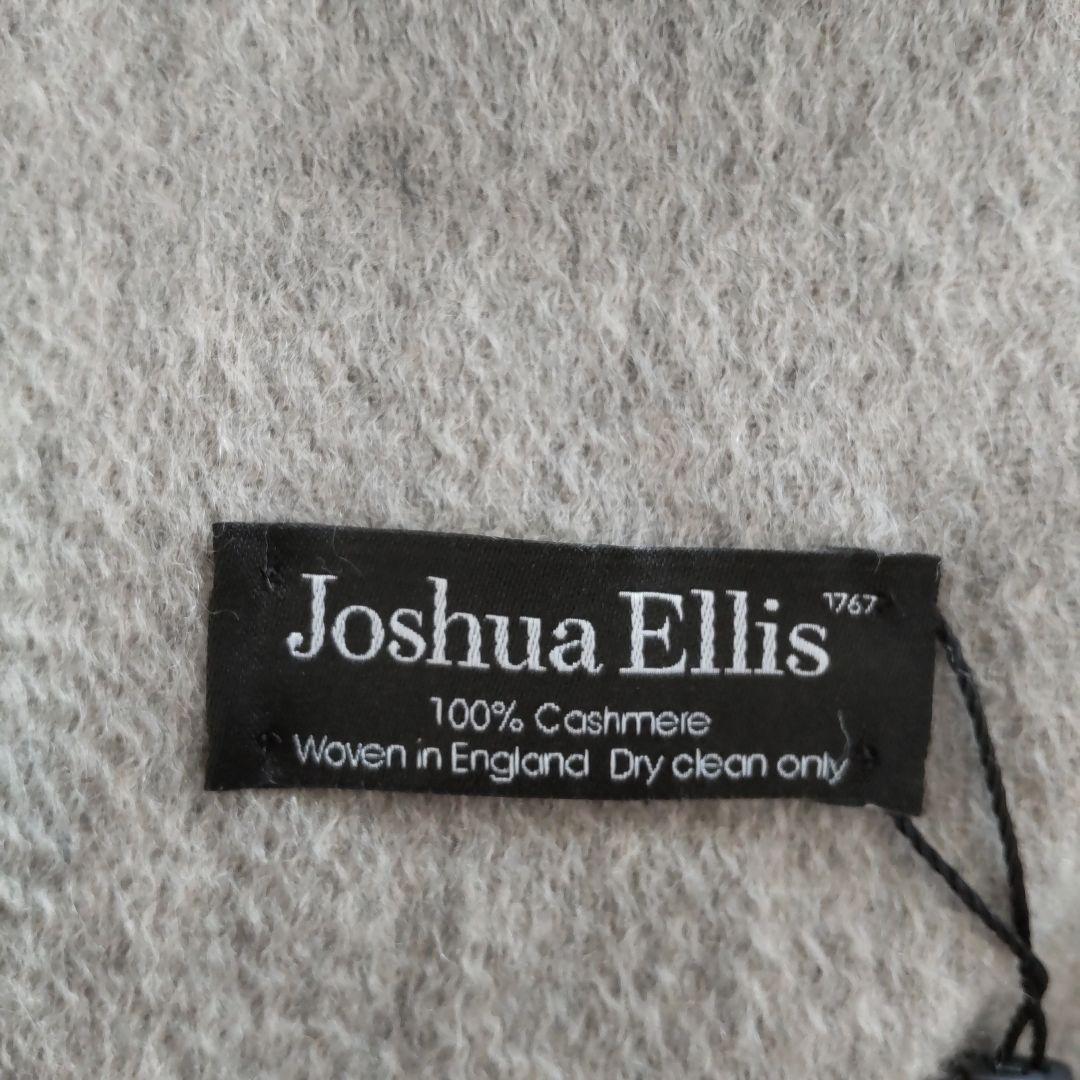 Joshua Ellis 1767
100% Cashmere
Woven in England Dry clean only